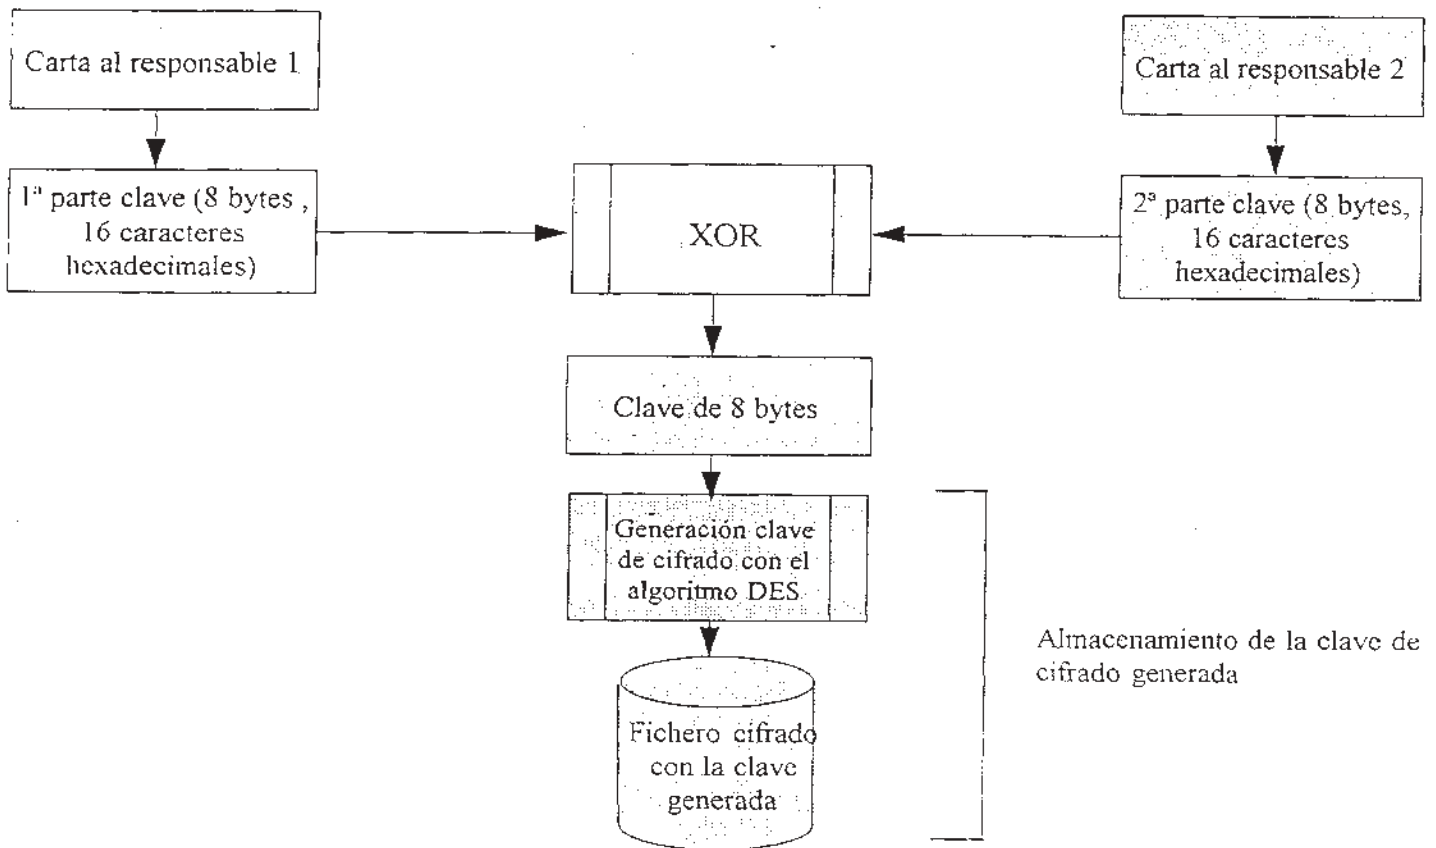 Carta al responsable 1
Carta al responsable 2
1ª parte clave (8 bytes ,
16 caracteres
hexadecimales)
XOR
2ª parte clave (8 bytes,
16 caracteres
hexadecimales)
Clave de 8 bytes
Generación clave
de cifrado con el
algoritmo DES
Almacenamiento de la clave de
cifrado generada
Fichero cifrado
con la clave
generada